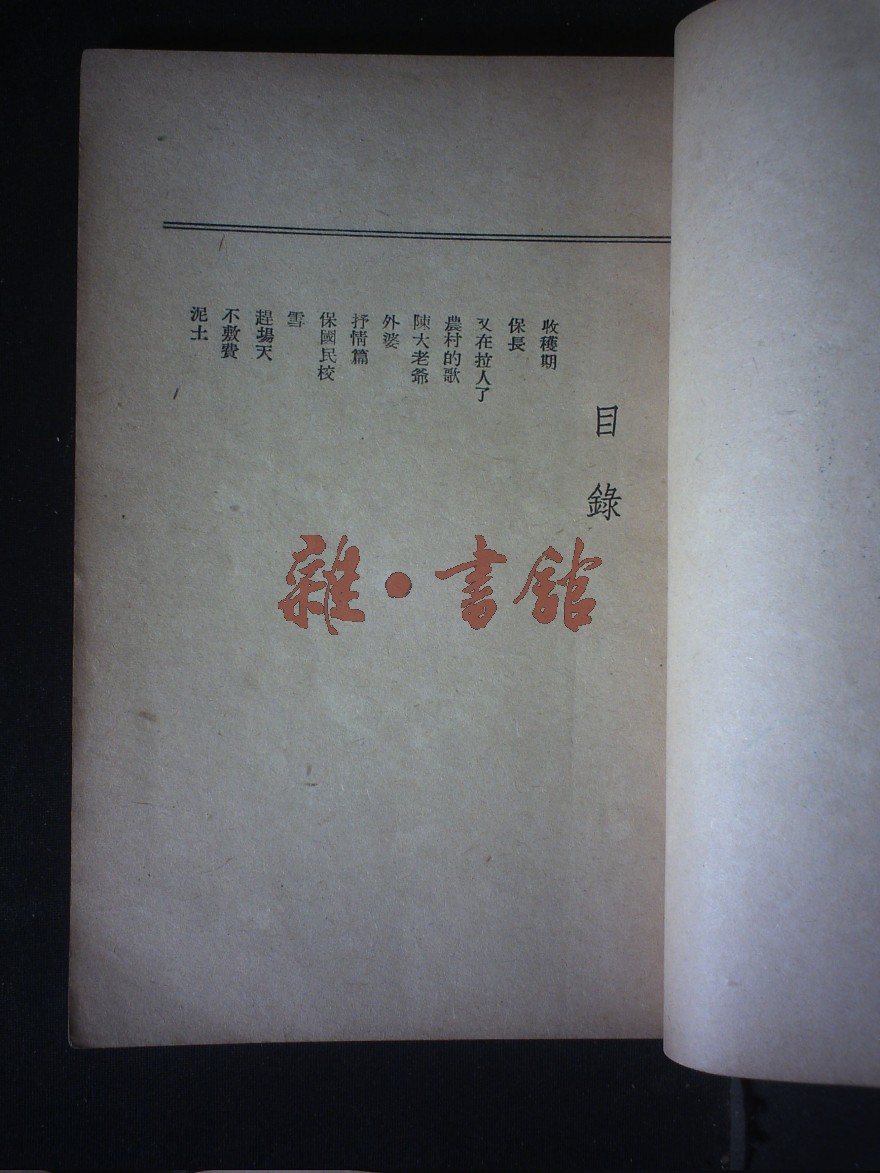 目錄
收穫期
保長
又在拉人了
農村的歌
陳大老爺
外婆
抒情篇
保國民校
雪
趕場天
不敷費
泥土
雜·書館